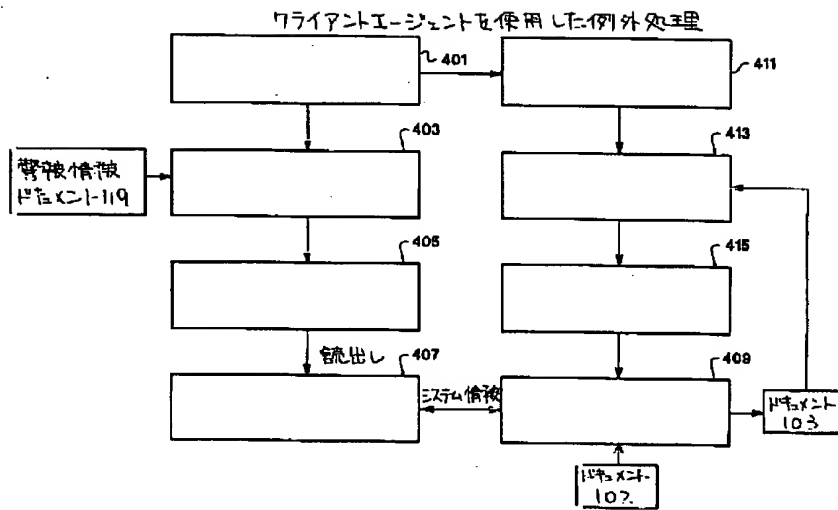 クライアントエージェントを使用した例外処理
401
411
403
413
警報情報
ドキュメント119
405
415
読出し
407
システム情報
409
ドキュメント
103
ドキュメント
102